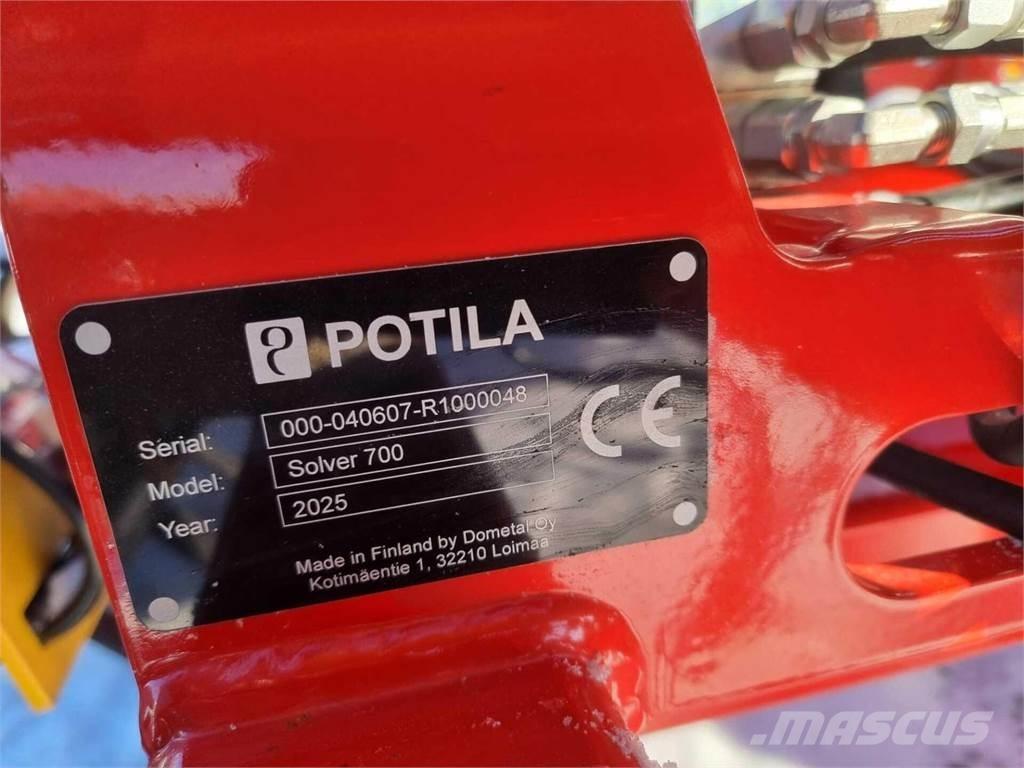 POTILA
Serial: 000-040607-R1000048
Model: Solver 700
Year: 2025
CE
Made in Finland by Dometal Oy
Kotimäentie 1, 32210 Loimaa
MASCUS